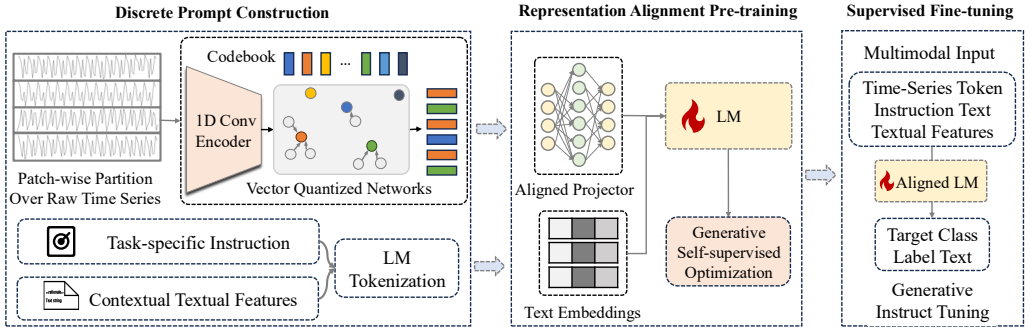 Discrete Prompt Construction
Codebook
...
1D Conv
Encoder
Vector Quantized Networks
Patch-wise Partition
Over Raw Time Series
Task-specific Instruction
Contextual Textual Features
LM
Tokenization
Representation Alignment Pre-training
Aligned Projector
LM
Text Embeddings
Generative
Self-supervised
Optimization
Supervised Fine-tuning
Multimodal Input
Time-Series Token
Instruction Text
Textual Features
Aligned LM
Target Class
Label Text
Generative
Instruct Tuning